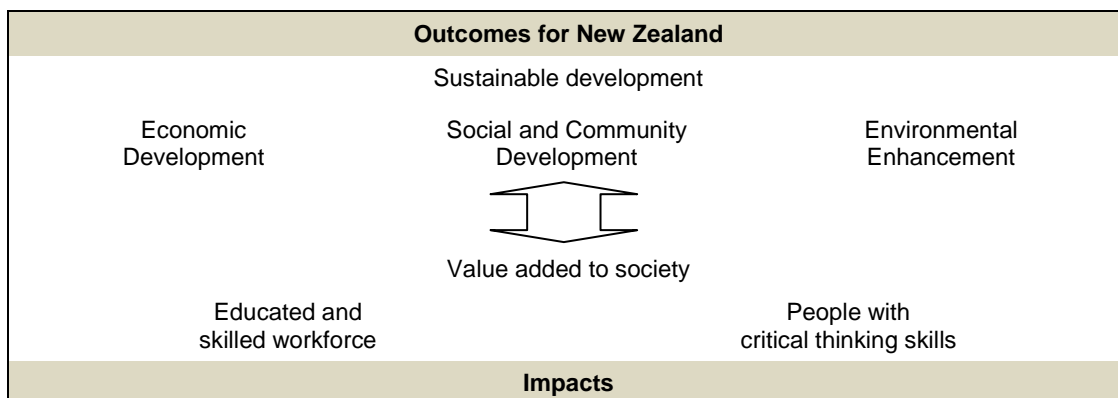 Outcomes for New Zealand
Sustainable development
Economic Development
Social and Community Development
Environmental Enhancement
Value added to society
Educated and skilled workforce
People with critical thinking skills
Impacts